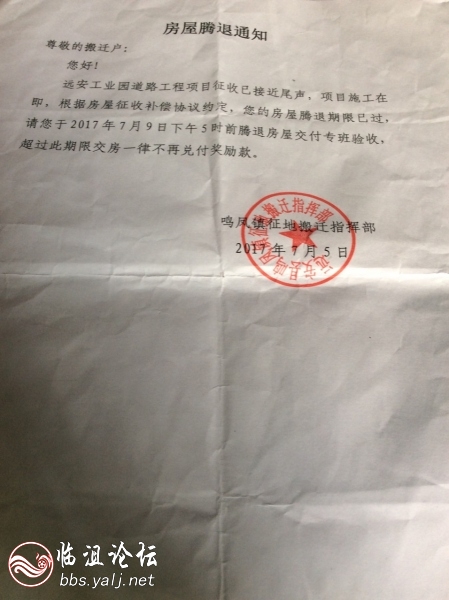 房屋腾退通知
尊敬的搬迁户：
您好！
远安工业园道路工程项目征收已接近尾声，项目施工在
即，根据房屋征收补偿协议约定，您约房屋腾退期限已过，
请您于2017年7月9日下午5时前腾退房屋交付专班验收，
超过此期限交房一律不再兑付奖励款。
鸣凤镇征地搬迁指挥部
2017年7月5日
临沮论坛
bbs.yalj.net